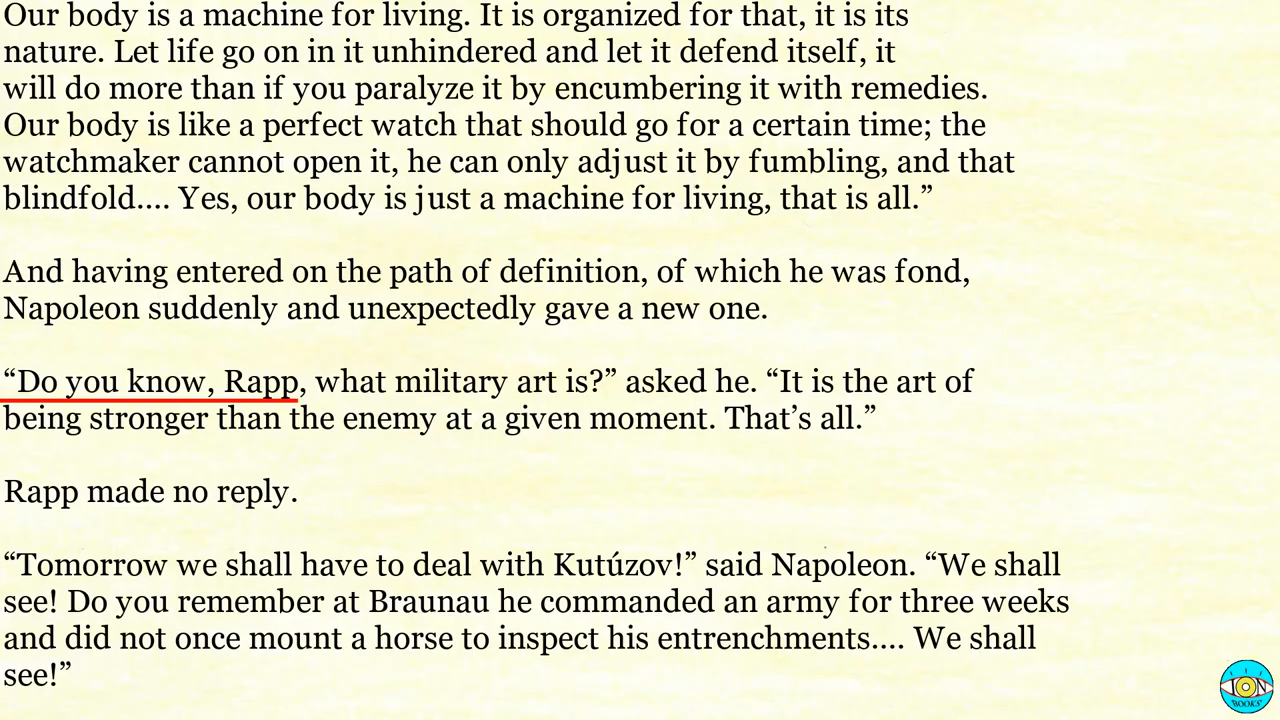 Our body is a machine for living. It is organized for that, it is its
nature. Let life go on in it unhindered and let it defend itself, it
will do more than if you paralyze it by encumbering it with remedies.
Our body is like a perfect watch that should go for a certain time; the
watchmaker cannot open it, he can only adjust it by fumbling, and that
blindfold.... Yes, our body is just a machine for living, that is all.”
And having entered on the path of definition, of which he was fond,
Napoleon suddenly and unexpectedly gave a new one.
“Do you know, Rapp, what military art is?” asked he. “It is the art of
being stronger than the enemy at a given moment. That’s all.”
Rapp made no reply.
“Tomorrow we shall have to deal with Kutúzov!” said Napoleon. “We shall
see! Do you remember at Braunau he commanded an army for three weeks
and did not once mount a horse to inspect his entrenchments.... We shall
see!”
ION
BOOKS